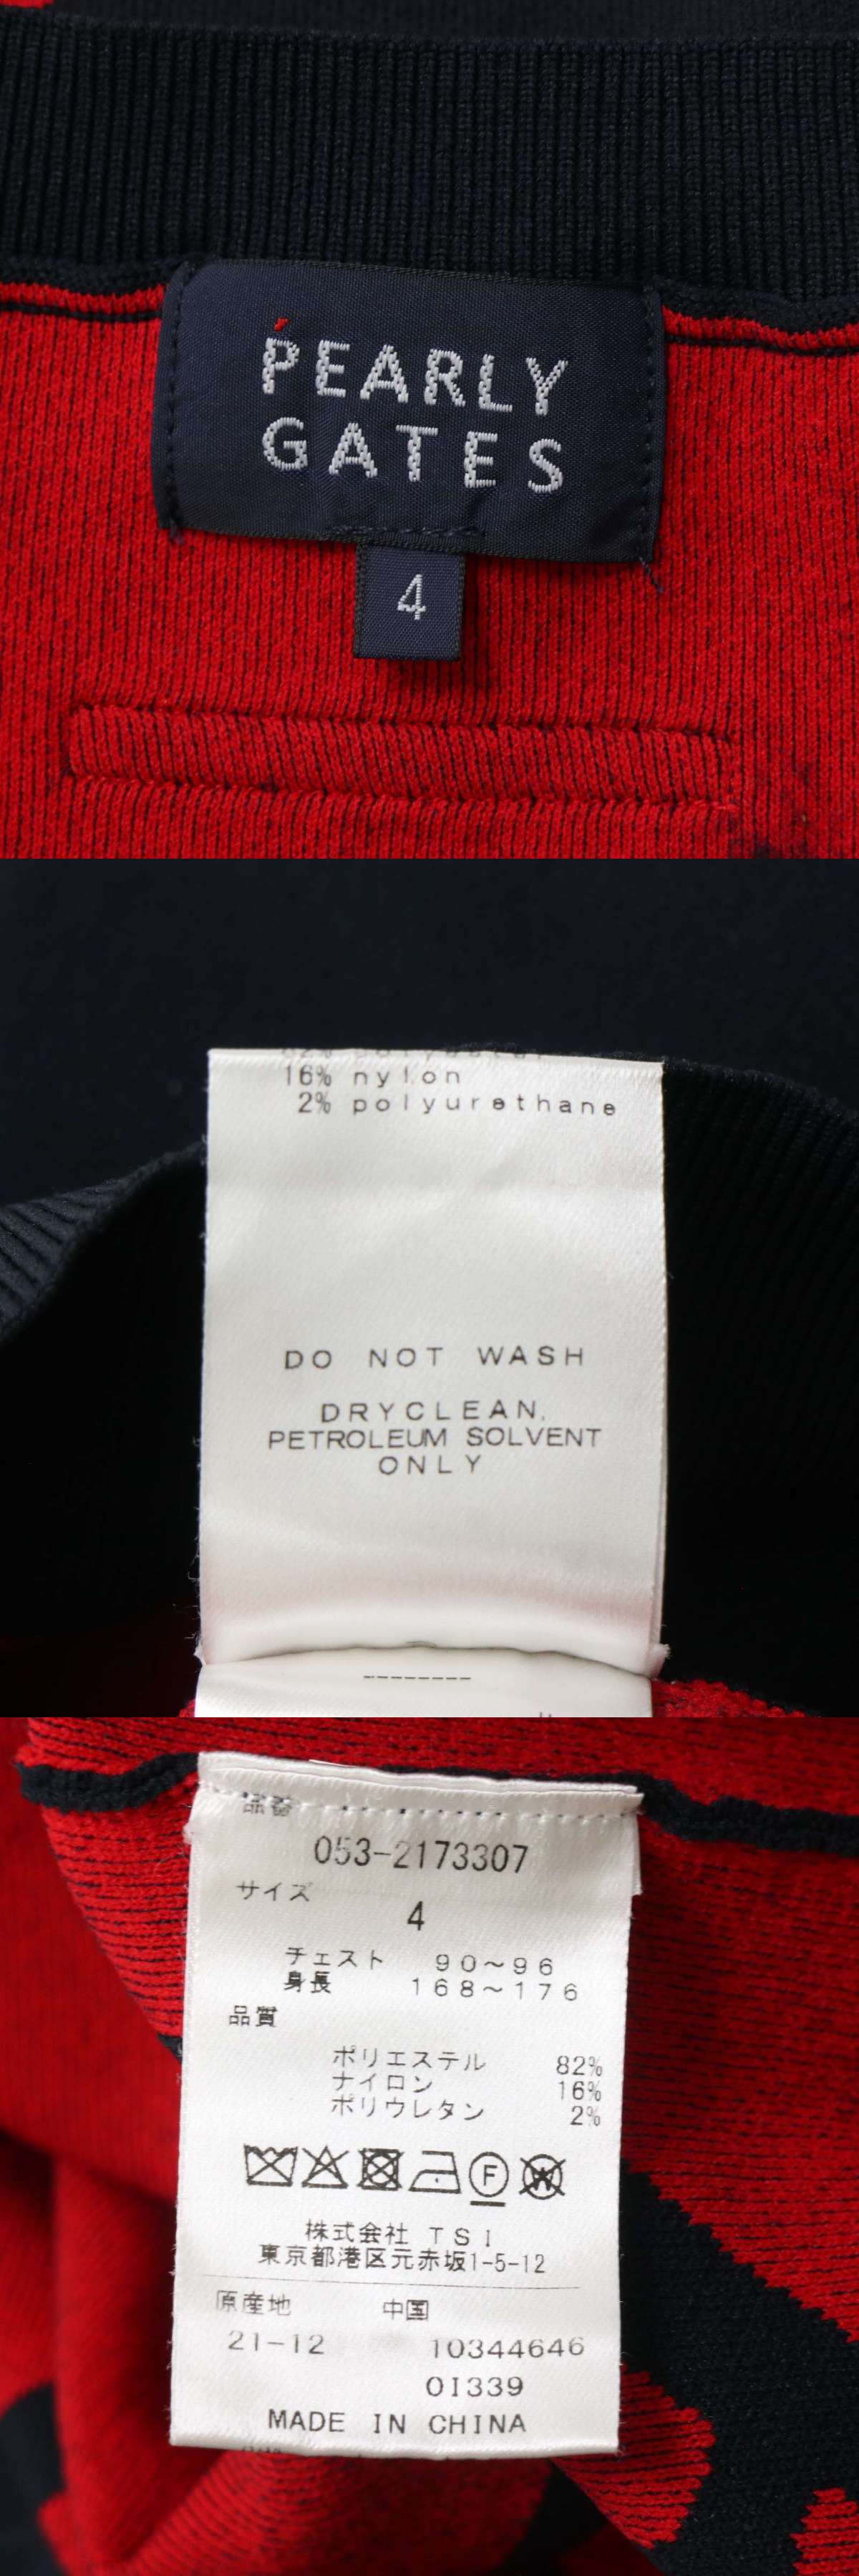 PEARLY
GATES
4
82% polyester
16% nylon
2% polyurethane
DO NOT WASH
DRYCLEAN,
PETROLEUM SOLVENT
ONLY
品番
053-2173307
サイズ
4
チェスト 90~96
身長 168~176
品質
ポリエステル 82%
ナイロン 16%
ポリウレタン 2%
F
W
株式会社 TSI
東京都港区元赤坂1-5-12
原産地 中国
21-12 10344646
01339
MADE IN CHINA